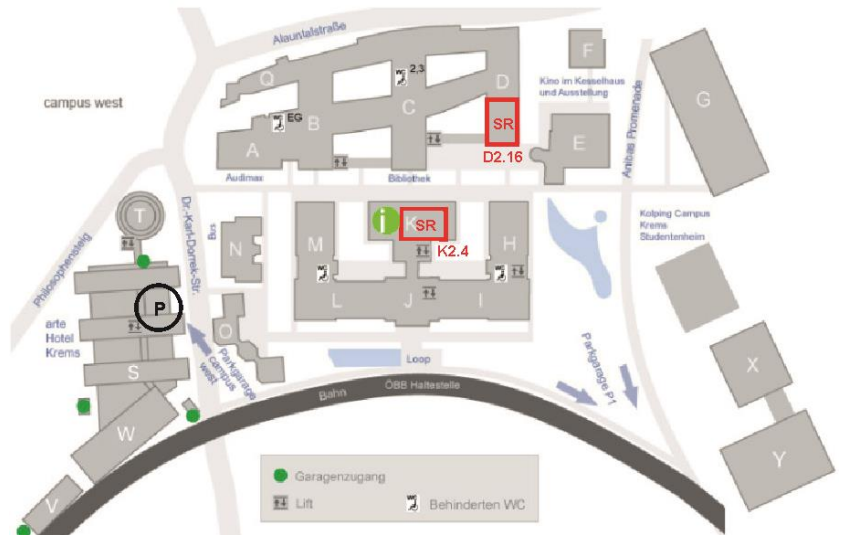 Alauntalstraße
campus west
Q
2,3
D
F
Kino im Kesselhaus
und Ausstellung
G
EG
B
C
SR
A
E
D2.16
Anibas Promenade
Audimax
Bibliothek
T
Dr.-Karl-Dorrek-Str.
Bus
N
M
i
K
SR
K2.4
H
Kolping Campus
Krems
Studentenheim
Philosophensteig
P
L
J
I
arte
Hotel
Krems
O
Parkgarage
campus
west
Loop
Parkgarage P1
S
X
Bahn
ÖBB Haltestelle
W
Y
V
Garagenzugang
Lift
Behinderten WC